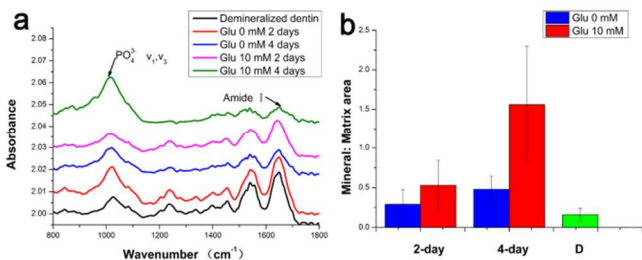 a
Demineralized dentin
Glu 0 mM 2 days
Glu 0 mM 4 days
Glu 10 mM 2 days
Glu 10 mM 4 days
PO₄³⁻ v₁,v₃
Amide I
Absorbance
2.08
2.07
2.06
2.05
2.04
2.03
2.02
2.01
2.00
800 1000 1200 1400 1600 1800
Wavenumber (cm⁻¹)
b
Glu 0 mM
Glu 10 mM
Mineral: Matrix area
2.5
2.0
1.5
1.0
0.5
0.0
2-day 4-day D